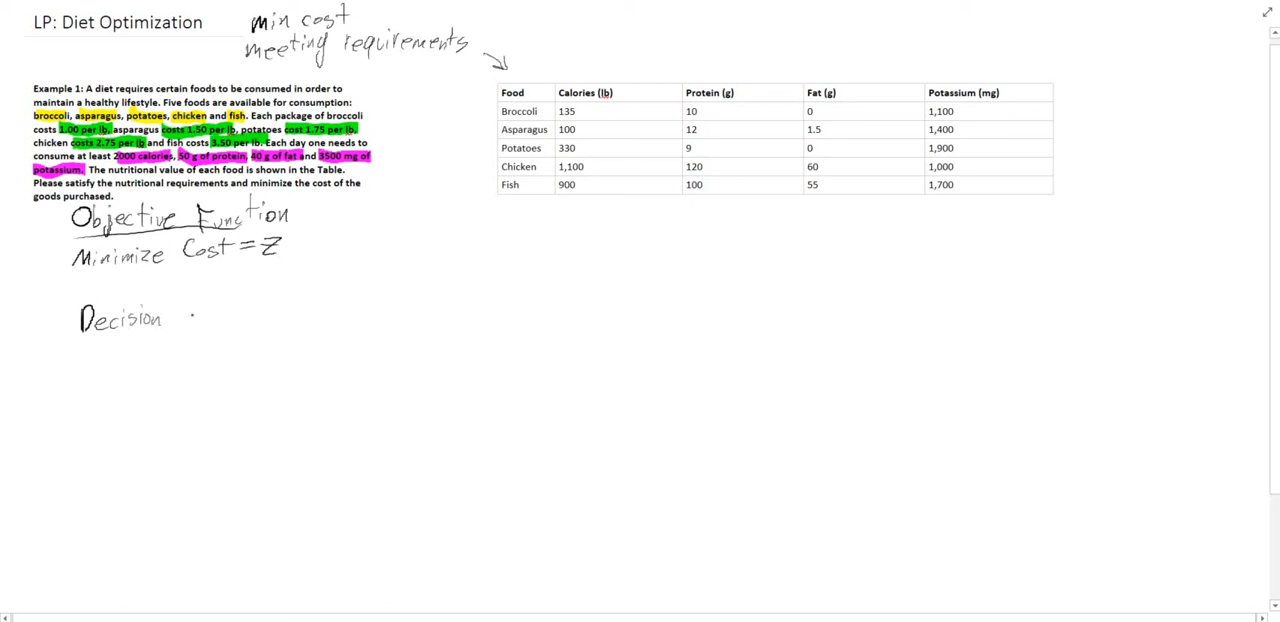 LP: Diet Optimization
min cost
meeting requirements
Example 1: A diet requires certain foods to be consumed in order to
maintain a healthy lifestyle. Five foods are available for consumption:
broccoli, asparagus, potatoes, chicken and fish. Each package of broccoli
costs 1.00 per lb, asparagus costs 1.50 per lb, potatoes cost 1.75 per lb,
chicken costs 2.75 per lb and fish costs 3.50 per lb. Each day one needs to
consume at least 2000 calories, 50 g of protein, 40 g of fat and 3500 mg of
potassium. The nutritional value of each food is shown in the Table.
Please satisfy the nutritional requirements and minimize the cost of the
goods purchased.
Food Calories (lb) Protein (g) Fat (g) Potassium (mg)
Broccoli 135 10 0 1,100
Asparagus 100 12 1.5 1,400
Potatoes 330 9 0 1,900
Chicken 1,100 120 60 1,000
Fish 900 100 55 1,700
Objective Function
Minimize Cost = Z
Decision